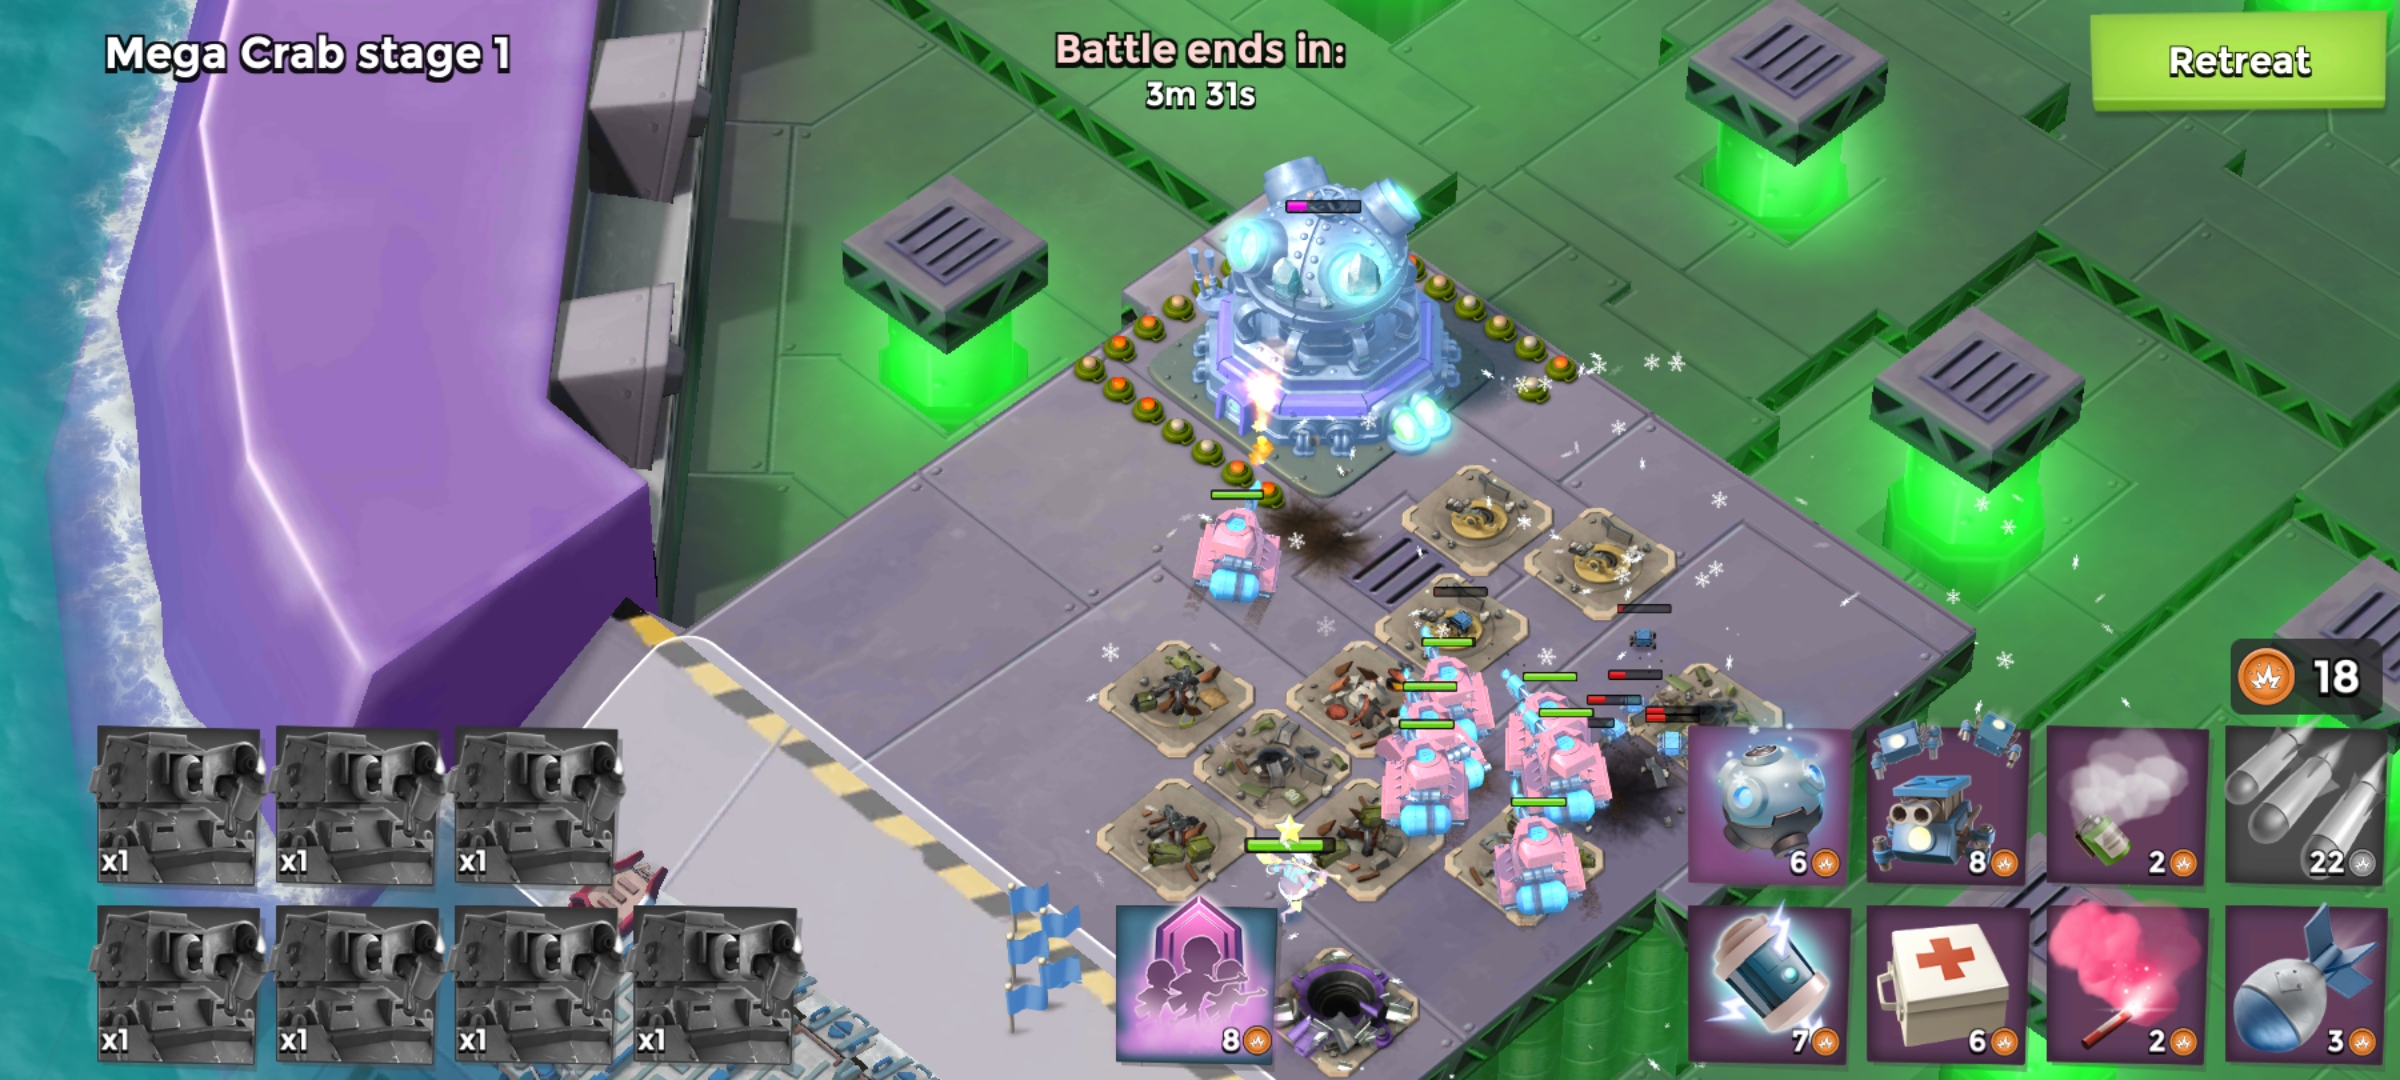 Mega Crab stage 1
Battle ends in:
3m 31s
Retreat
18
x1
x1
x1
6
8
2
22
x1
x1
x1
x1
8
7
6
2
3